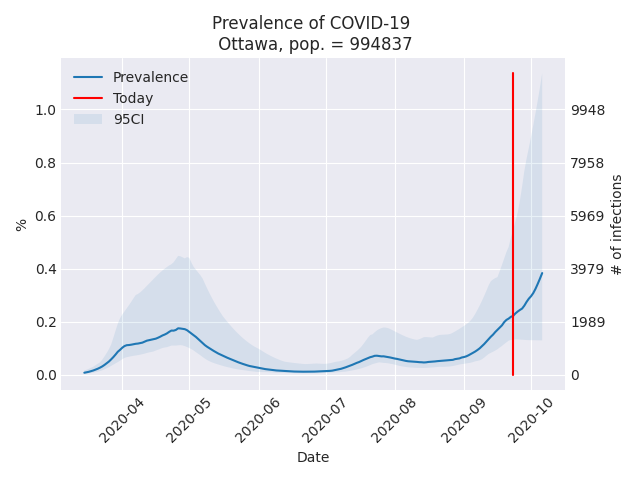 Prevalence of COVID-19
Ottawa, pop. = 994837
Prevalence
Today
95CI
1.0
0.8
0.6
0.4
0.2
0.0
%
9948
7958
5969
3979
1989
0
# of infections
2020-04
2020-05
2020-06
2020-07
2020-08
2020-09
2020-10
Date